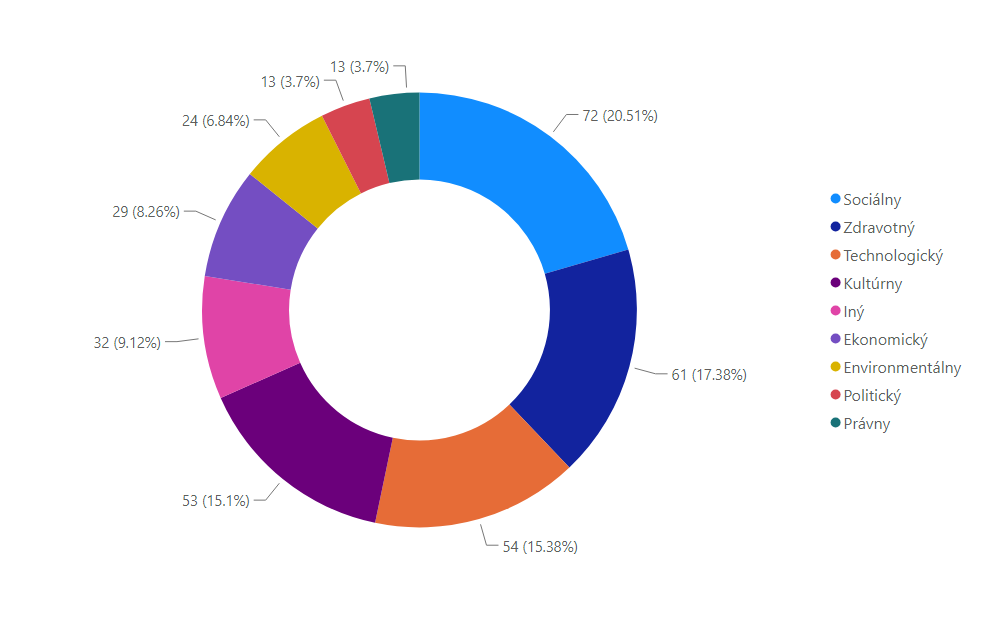 13 (3.7%)
13 (3.7%)
72 (20.51%)
24 (6.84%)
29 (8.26%)
32 (9.12%)
61 (17.38%)
53 (15.1%)
54 (15.38%)
Sociálny
Zdravotný
Technologický
Kultúrny
Iný
Ekonomický
Environmentálny
Politický
Právny